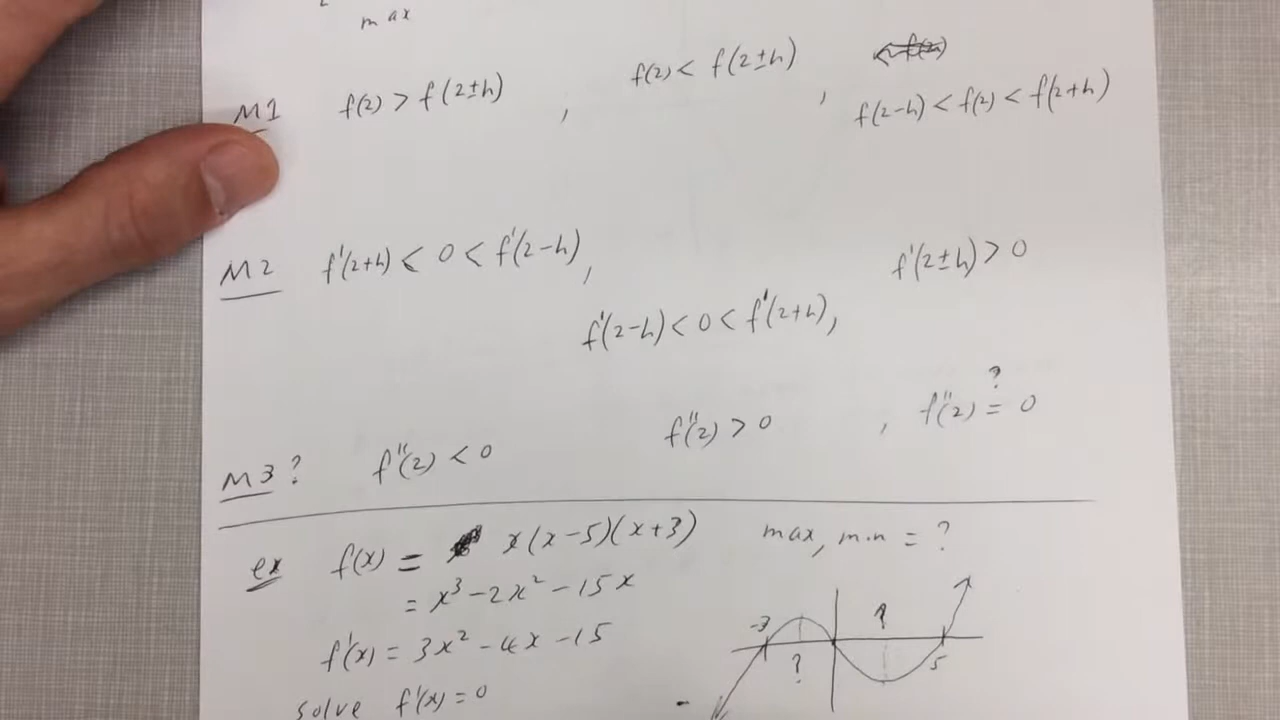 max
M1 f(2) > f(2±h) , f(2) < f(2±h) , f(2-h) < f(2) < f(2+h)
M2 f'(2+h) < 0 < f'(2-h), f'(2-h) < 0 < f'(2+h), f'(2±h) > 0
M3 ? f''(2) < 0 f''(2) > 0 , f''(2) ?= 0
ex f(x) = x(x-5)(x+3) max, min = ?
= x³ - 2x² - 15x
f'(x) = 3x² - 4x - 15
-3 ? ? 5
solve f'(x) = 0